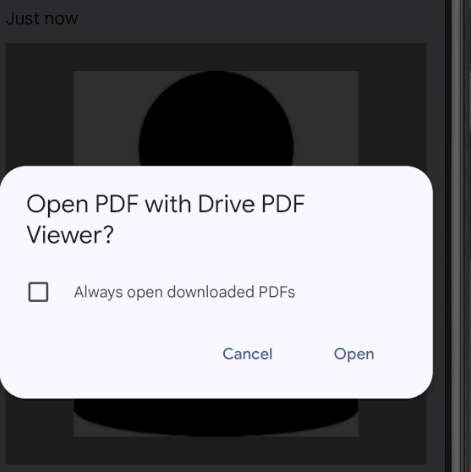 Just now
Open PDF with Drive PDF
Viewer?
Always open downloaded PDFs
Cancel
Open